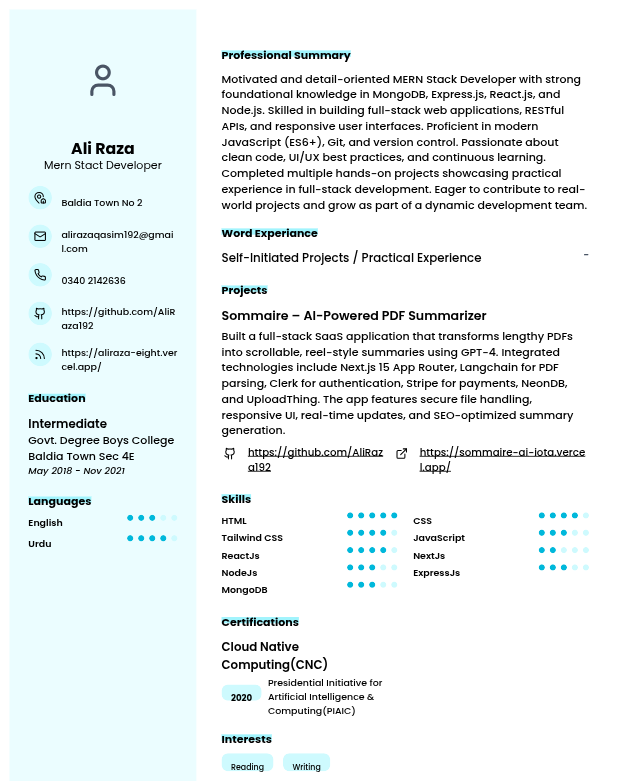 Ali Raza
Mern Stact Developer
Baldia Town No 2
alirazaqasim192@gmai
l.com
0340 2142636
https://github.com/AliR
aza192
https://aliraza-eight.ver
cel.app/
Education
Intermediate
Govt. Degree Boys College
Baldia Town Sec 4E
May 2018 - Nov 2021
Languages
English
Urdu
Professional Summary
Motivated and detail-oriented MERN Stack Developer with strong
foundational knowledge in MongoDB, Express.js, React.js, and
Node.js. Skilled in building full-stack web applications, RESTful
APIs, and responsive user interfaces. Proficient in modern
JavaScript (ES6+), Git, and version control. Passionate about
clean code, UI/UX best practices, and continuous learning.
Completed multiple hands-on projects showcasing practical
experience in full-stack development. Eager to contribute to real-
world projects and grow as part of a dynamic development team.
Word Experiance
Self-Initiated Projects / Practical Experience -
Projects
Sommaire – AI-Powered PDF Summarizer
Built a full-stack SaaS application that transforms lengthy PDFs
into scrollable, reel-style summaries using GPT-4. Integrated
technologies include Next.js 15 App Router, Langchain for PDF
parsing, Clerk for authentication, Stripe for payments, NeonDB,
and UploadThing. The app features secure file handling,
responsive UI, real-time updates, and SEO-optimized summary
generation.
https://github.com/AliRaz
a192
https://sommaire-ai-iota.verce
l.app/
Skills
HTML CSS
Tailwind CSS JavaScript
ReactJs NextJs
NodeJs ExpressJs
MongoDB
Certifications
Cloud Native
Computing(CNC)
2020
Presidential Initiative for
Artificial Intelligence &
Computing(PIAIC)
Interests
Reading Writing